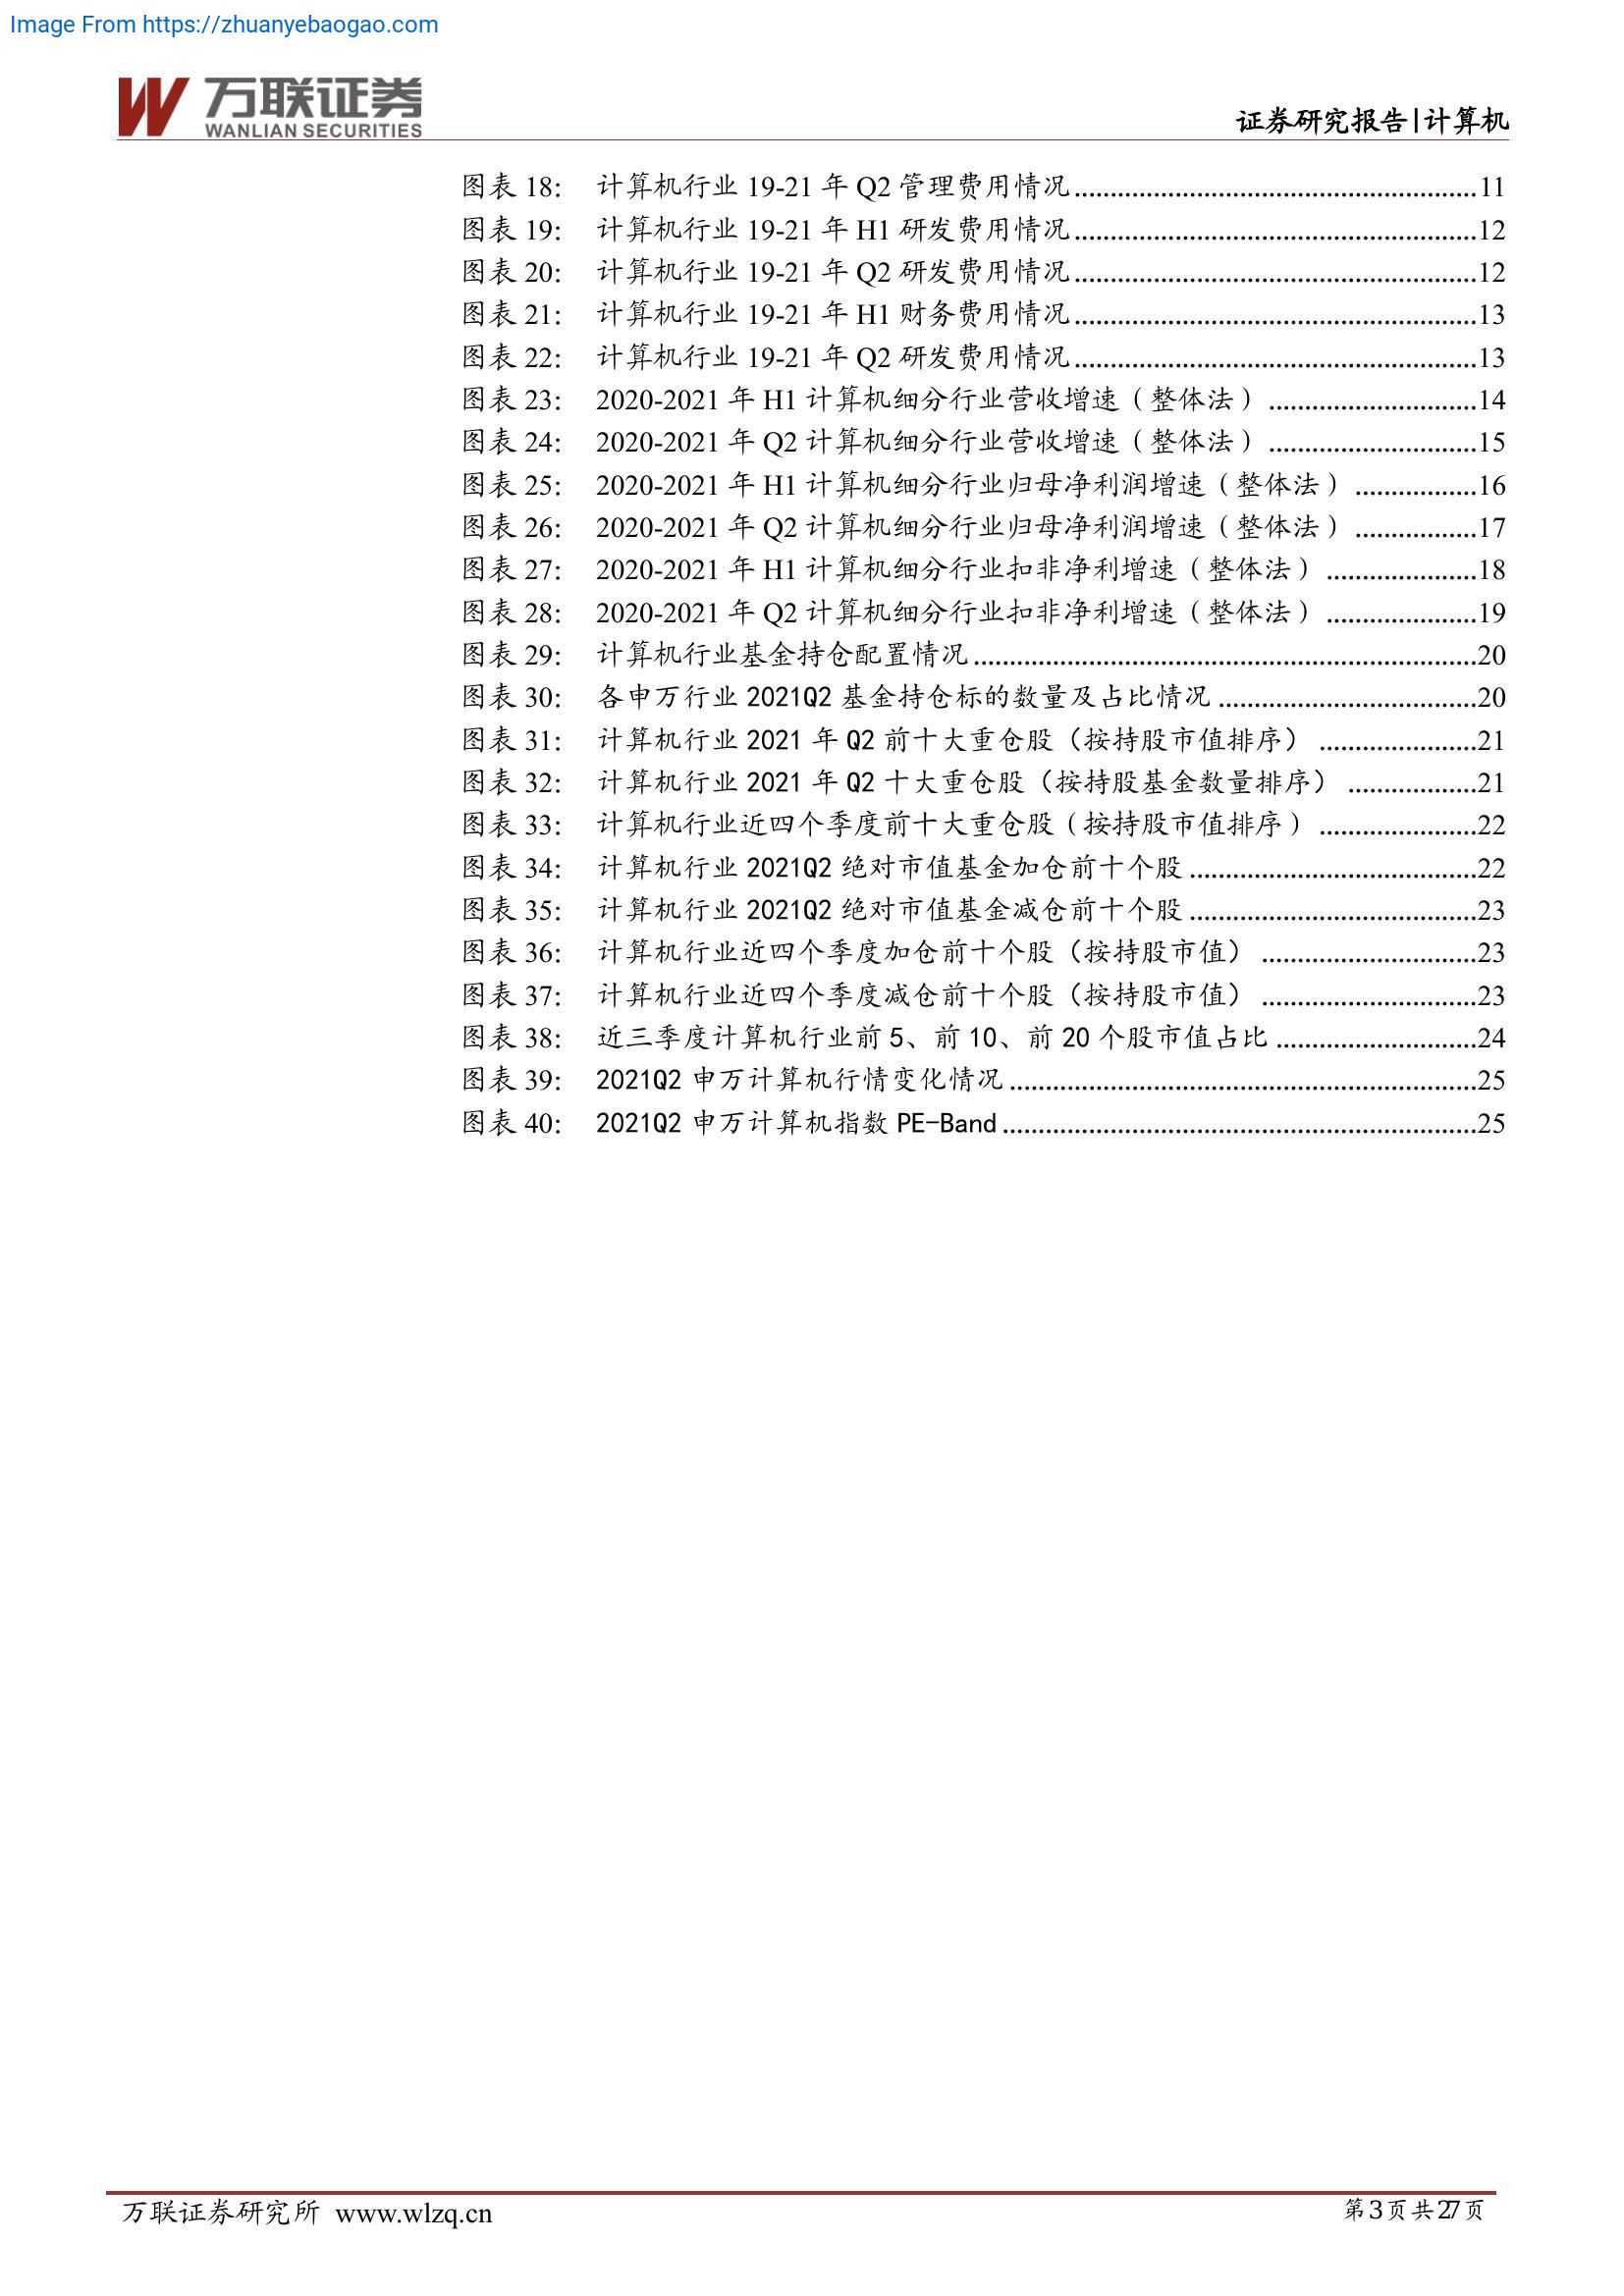 Image From https://zhuanyebaogao.com
万联证券
WANLIAN SECURITIES
证券研究报告|计算机
图表 18： 计算机行业 19-21 年 Q2 管理费用情况........................................................11
图表 19： 计算机行业 19-21 年 H1 研发费用情况........................................................12
图表 20： 计算机行业 19-21 年 Q2 研发费用情况........................................................12
图表 21： 计算机行业 19-21 年 H1 财务费用情况........................................................13
图表 22： 计算机行业 19-21 年 Q2 研发费用情况........................................................13
图表 23： 2020-2021 年 H1 计算机细分行业营收增速（整体法）.............................14
图表 24： 2020-2021 年 Q2 计算机细分行业营收增速（整体法）.............................15
图表 25： 2020-2021 年 H1 计算机细分行业归母净利润增速（整体法）.................16
图表 26： 2020-2021 年 Q2 计算机细分行业归母净利润增速（整体法）.................17
图表 27： 2020-2021 年 H1 计算机细分行业扣非净利增速（整体法）.....................18
图表 28： 2020-2021 年 Q2 计算机细分行业扣非净利增速（整体法）.....................19
图表 29： 计算机行业基金持仓配置情况......................................................................20
图表 30： 各申万行业 2021Q2 基金持仓标的数量及占比情况....................................20
图表 31： 计算机行业 2021 年 Q2 前十大重仓股（按持股市值排序）......................21
图表 32： 计算机行业 2021 年 Q2 十大重仓股（按持股基金数量排序）..................21
图表 33： 计算机行业近四个季度前十大重仓股（按持股市值排序）......................22
图表 34： 计算机行业 2021Q2 绝对市值基金加仓前十个股........................................22
图表 35： 计算机行业 2021Q2 绝对市值基金减仓前十个股........................................23
图表 36： 计算机行业近四个季度加仓前十个股（按持股市值）..............................23
图表 37： 计算机行业近四个季度减仓前十个股（按持股市值）..............................23
图表 38： 近三季度计算机行业前 5、前 10、前 20 个股市值占比............................24
图表 39： 2021Q2 申万计算机行情变化情况.................................................................25
图表 40： 2021Q2 申万计算机指数 PE-Band..................................................................25
万联证券研究所 www.wlzq.cn
第 3 页 共 27 页